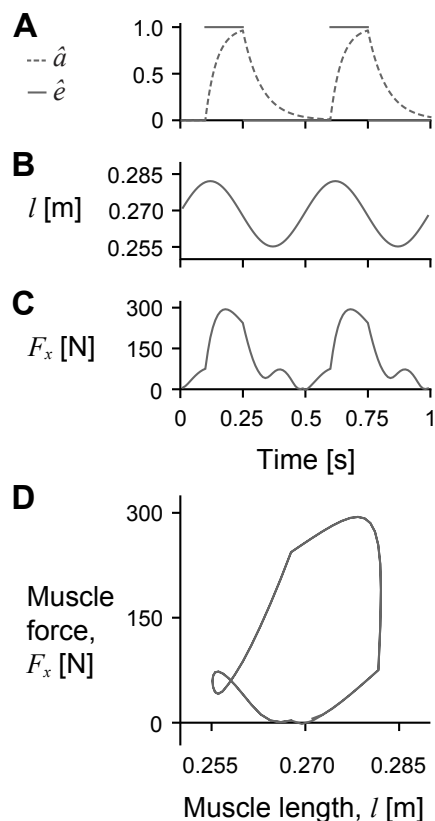 A
â
ê
1.0
0.5
0
B
l [m]
0.285
0.270
0.255
C
Fₓ [N]
300
150
0
0 0.25 0.5 0.75 1
Time [s]
D
Muscle
force,
Fₓ [N]
300
150
0
0.255 0.270 0.285
Muscle length, l [m]